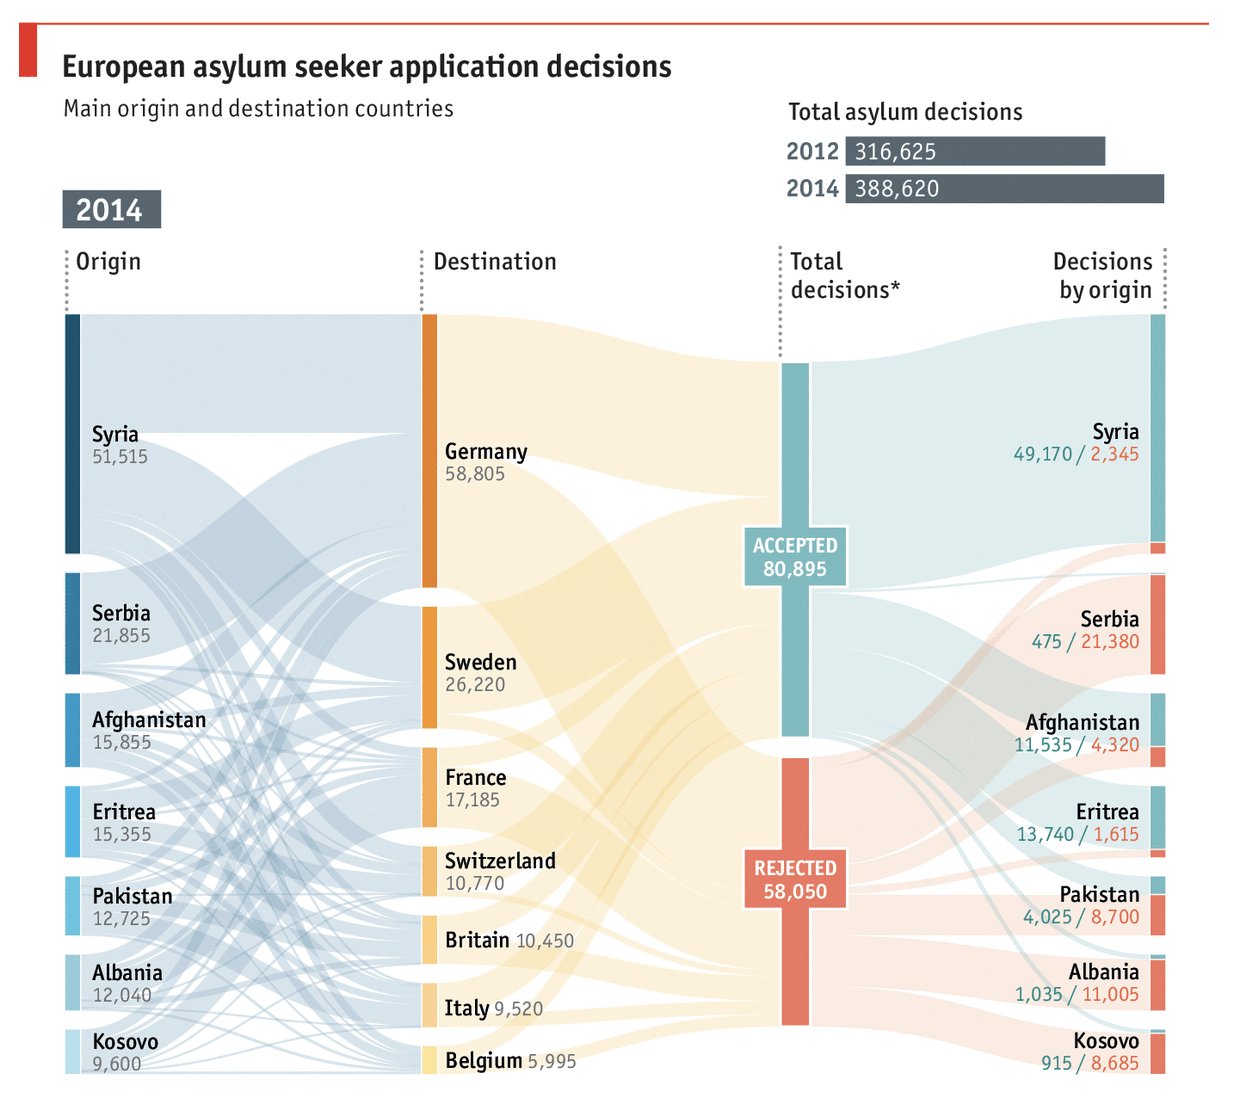 European asylum seeker application decisions
Main origin and destination countries
Total asylum decisions
2012 316,625
2014 388,620
2014
Origin
Destination
Total
decisions*
Decisions
by origin
Syria
51,515
Serbia
21,855
Afghanistan
15,855
Eritrea
15,355
Pakistan
12,725
Albania
12,040
Kosovo
9,600
Germany
58,805
Sweden
26,220
France
17,185
Switzerland
10,770
Britain 10,450
Italy 9,520
Belgium 5,995
ACCEPTED
80,895
REJECTED
58,050
Syria
49,170 / 2,345
Serbia
475 / 21,380
Afghanistan
11,535 / 4,320
Eritrea
13,740 / 1,615
Pakistan
4,025 / 8,700
Albania
1,035 / 11,005
Kosovo
915 / 8,685